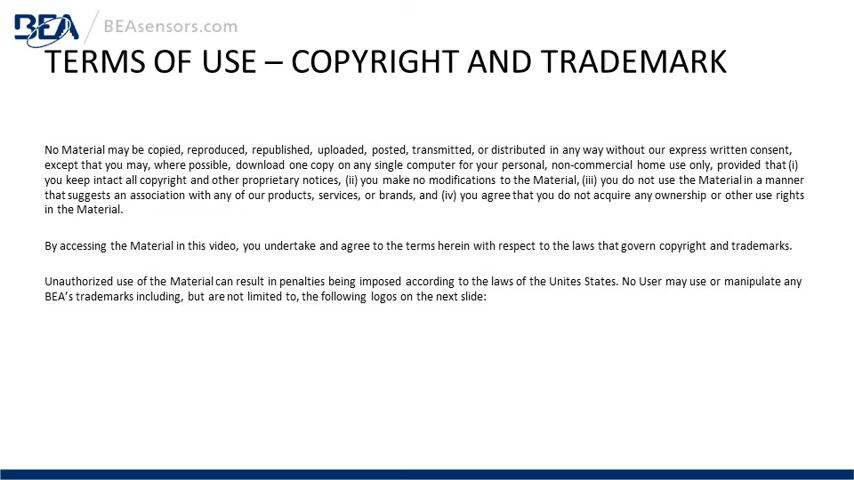 BEA BEAsensors.com
TERMS OF USE – COPYRIGHT AND TRADEMARK
No Material may be copied, reproduced, republished, uploaded, posted, transmitted, or distributed in any way without our express written consent,
except that you may, where possible, download one copy on any single computer for your personal, non-commercial home use only, provided that (i)
you keep intact all copyright and other proprietary notices, (ii) you make no modifications to the Material, (iii) you do not use the Material in a manner
that suggests an association with any of our products, services, or brands, and (iv) you agree that you do not acquire any ownership or other use rights
in the Material.
By accessing the Material in this video, you undertake and agree to the terms herein with respect to the laws that govern copyright and trademarks.
Unauthorized use of the Material can result in penalties being imposed according to the laws of the Unites States. No User may use or manipulate any
BEA’s trademarks including, but are not limited to, the following logos on the next slide: